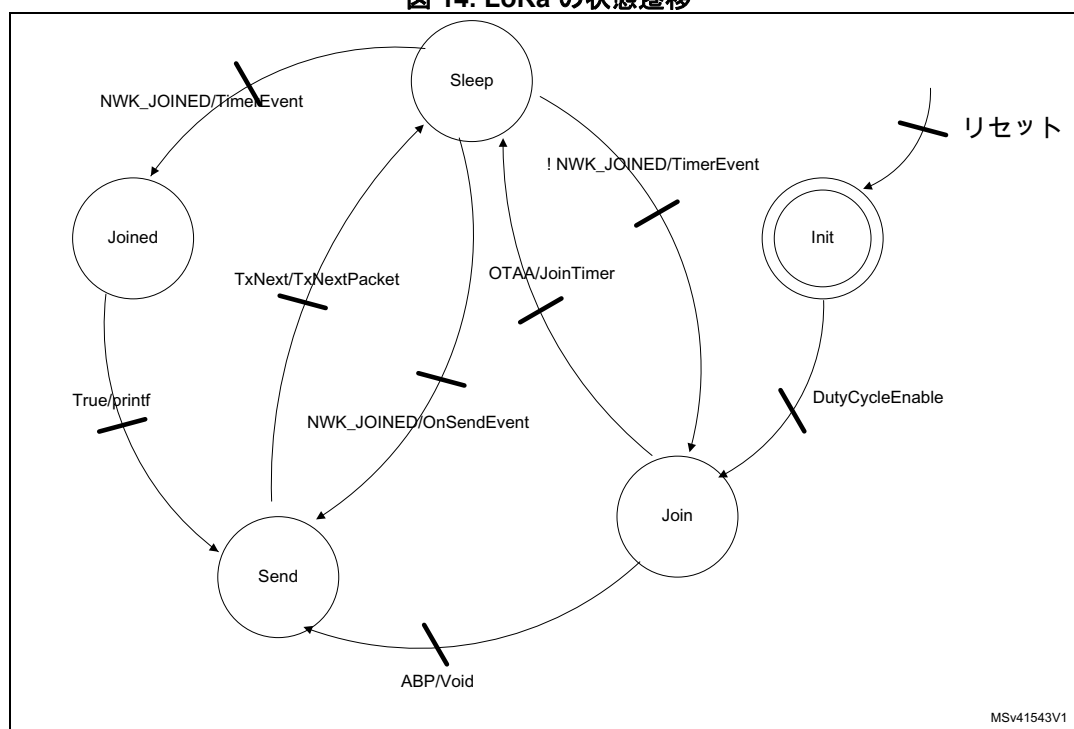 図 14. LoRa の状態遷移
Sleep
NWK_JOINED/TimerEvent
リセット
! NWK_JOINED/TimerEvent
Joined
Init
TxNext/TxNextPacket
OTAA/JoinTimer
True/printf
DutyCycleEnable
NWK_JOINED/OnSendEvent
Join
Send
ABP/Void
MSv41543V1